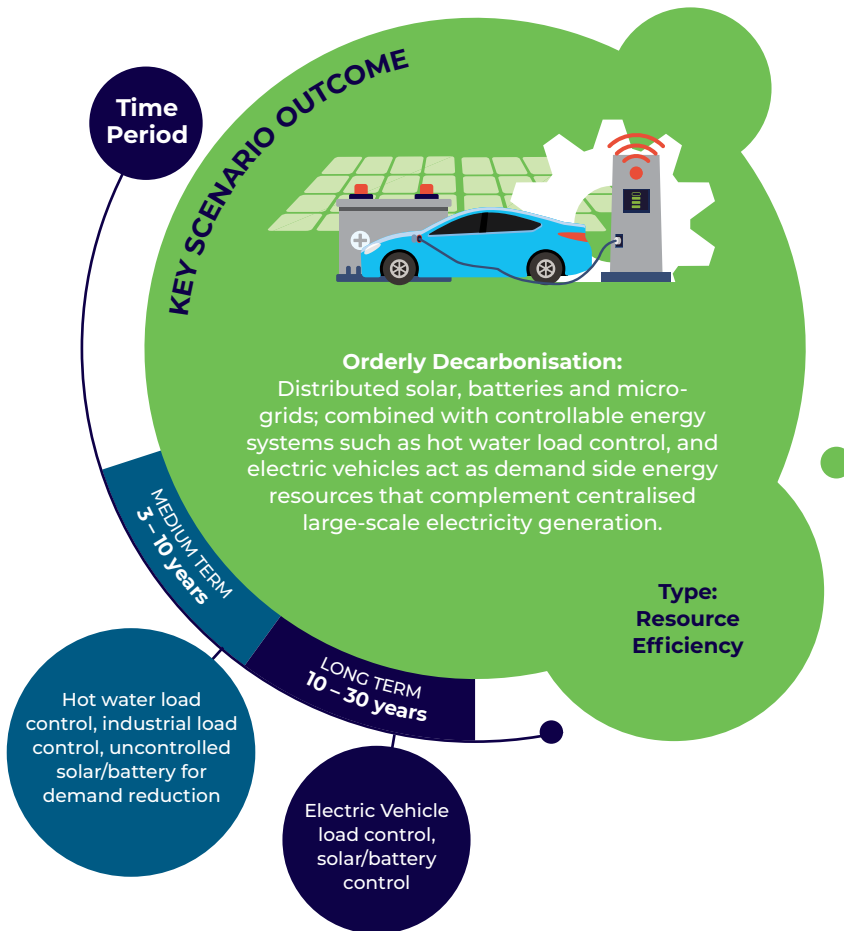 Time
Period
KEY SCENARIO OUTCOME
Orderly Decarbonisation:
Distributed solar, batteries and micro-
grids; combined with controllable energy
systems such as hot water load control, and
electric vehicles act as demand side energy
resources that complement centralised
large-scale electricity generation.
Type:
Resource
Efficiency
MEDIUM TERM
3 – 10 years
LONG TERM
10 – 30 years
Hot water load
control, industrial load
control, uncontrolled
solar/battery for
demand reduction
Electric Vehicle
load control,
solar/battery
control